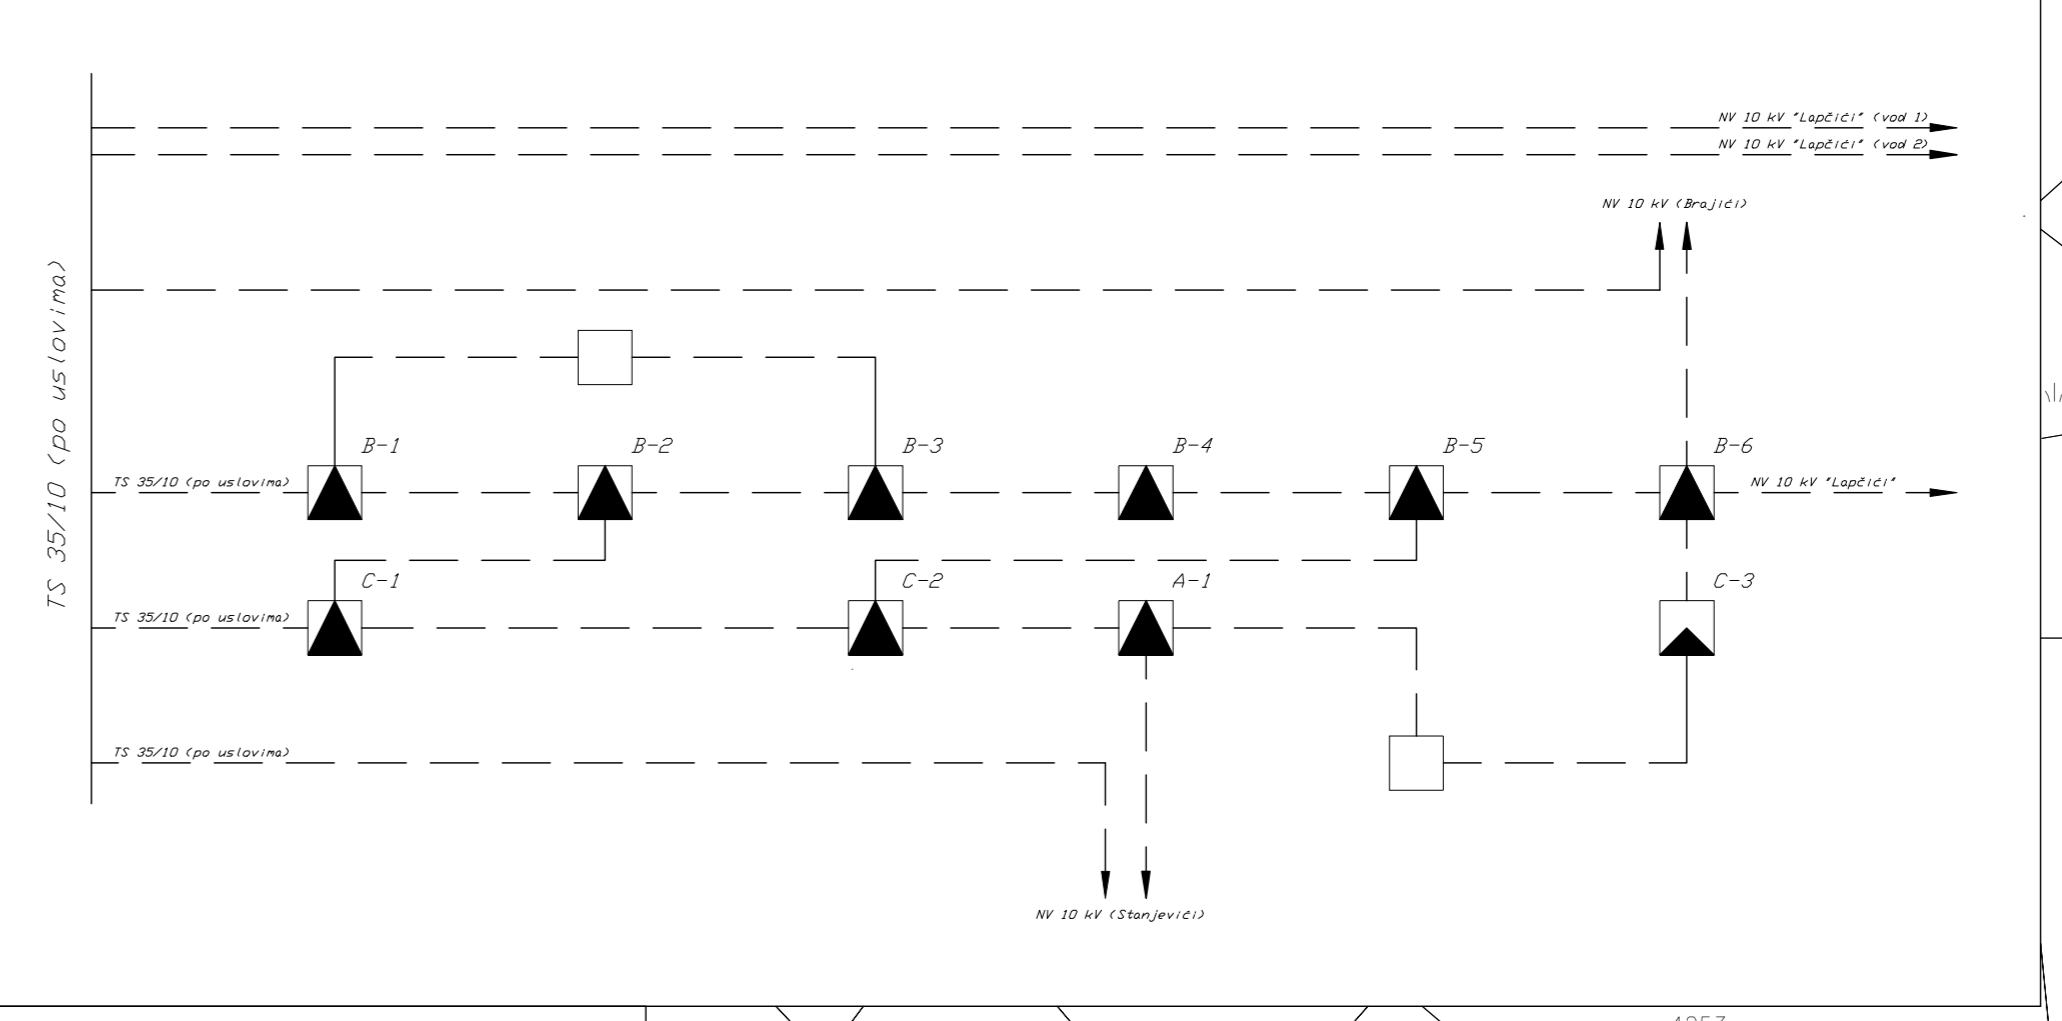 NV 10 kV "Lapčići" (vod 1)
NV 10 kV "Lapčići" (vod 2)
NV 10 kV (Brajići)
TS 35/10 (po uslovima)
B-1
B-2
B-3
B-4
B-5
B-6
TS 35/10 (po uslovima)
NV 10 kV "Lapčići"
C-1
C-2
A-1
C-3
TS 35/10 (po uslovima)
TS 35/10 (po uslovima)
NV 10 kV (Stanjevići)